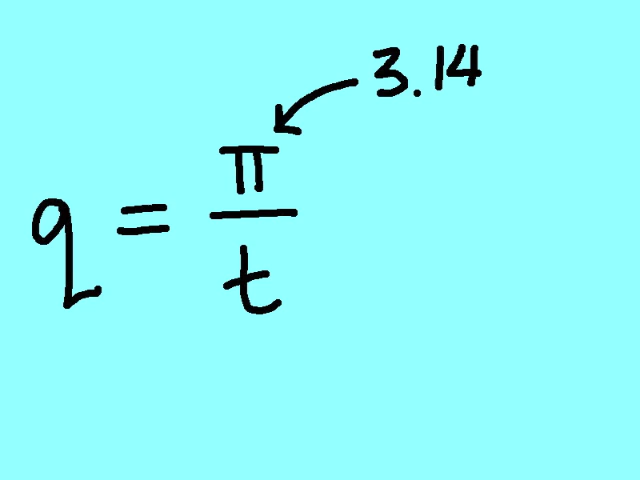 3.14
q = π/t